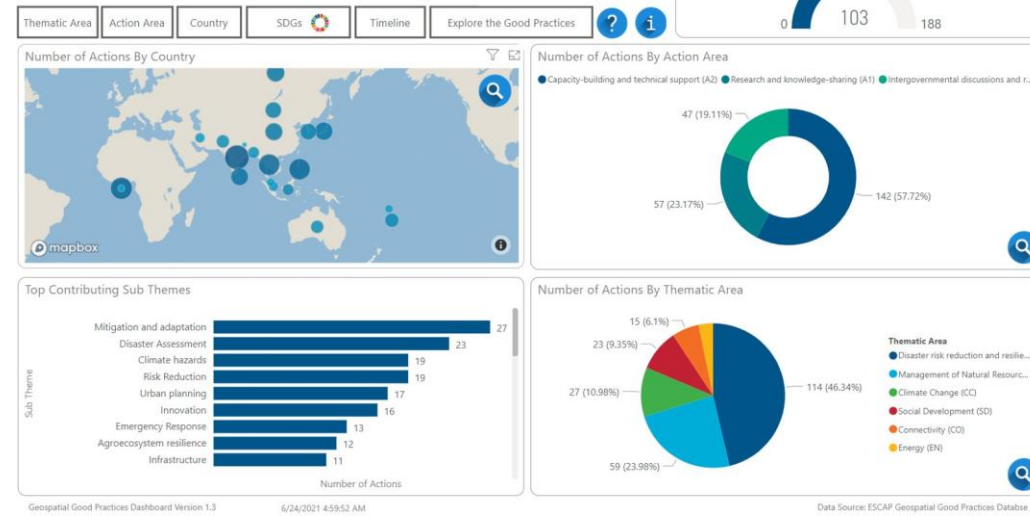 Thematic Area
Action Area
Country
SDGs
Timeline
Explore the Good Practices
?
i
0
103
188
Number of Actions By Country
mapbox
i
Number of Actions By Action Area
Capacity-building and technical support (A2) Research and knowledge-sharing (A1) Intergovernmental discussions and r...
47 (19.11%)
57 (23.17%)
142 (57.72%)
Top Contributing Sub Themes
Sub Theme
Mitigation and adaptation 27
Disaster Assessment 23
Climate hazards 19
Risk Reduction 19
Urban planning 17
Innovation 16
Emergency Response 13
Agroecosystem resilience 12
Infrastructure 11
Number of Actions
Number of Actions By Thematic Area
15 (6.1%)
23 (9.35%)
27 (10.98%)
59 (23.98%)
114 (46.34%)
Thematic Area
Disaster risk reduction and resilie...
Management of Natural Resourc...
Climate Change (CC)
Social Development (SD)
Connectivity (CO)
Energy (EN)
Geospatial Good Practices Dashboard Version 1.3
6/24/2021 4:59:52 AM
Data Source: ESCAP Geospatial Good Practices Databse